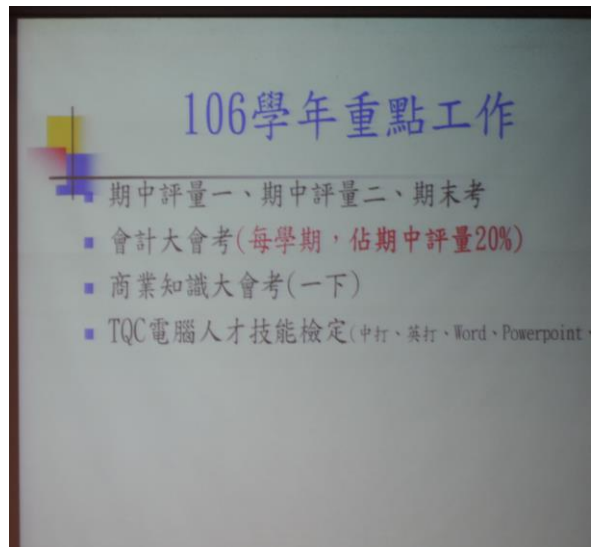 106學年重點工作
期中評量一、期中評量二、期末考
會計大會考(每學期，佔期中評量20%)
商業知識大會考(一下)
TQC電腦人才技能檢定(中打、英打、Word、Powerpoint、